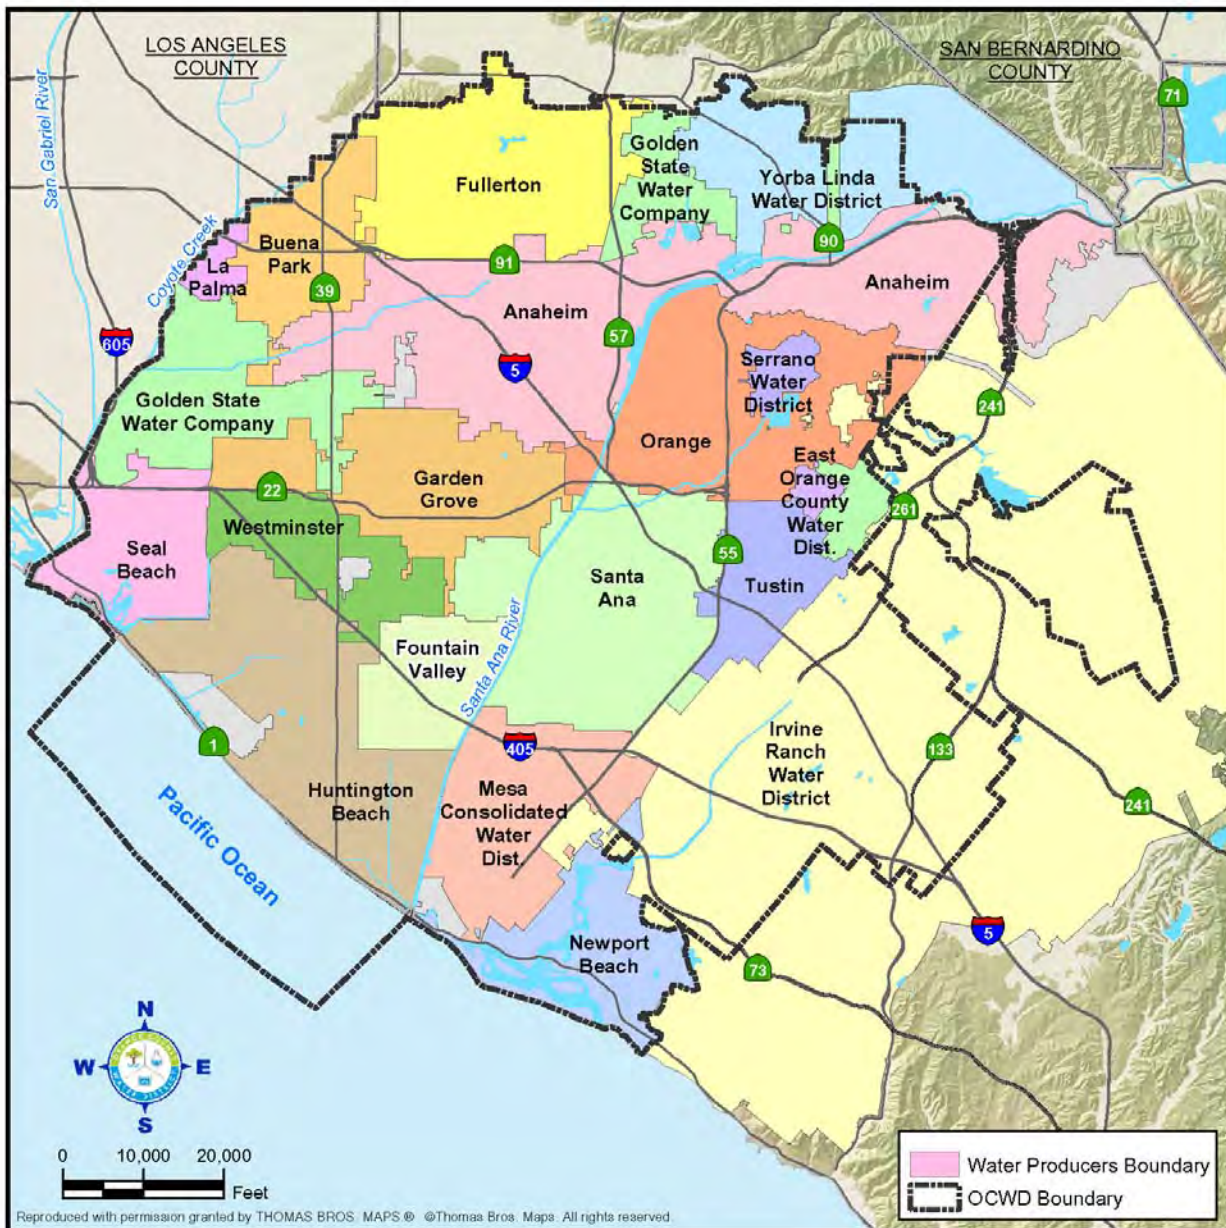 LOS ANGELES
COUNTY
SAN BERNARDINO
COUNTY
71
San Gabriel River
Golden
State
Water
Company
Fullerton
Yorba Linda
Water District
Coyote Creek
Buena
Park
La
Palma
91
90
39
Anaheim
Anaheim
605
57
5
Serrano
Water
District
241
Golden State
Water Company
Orange
East
Orange
County
Water
Dist.
Garden
Grove
22
261
Westminster
Seal
Beach
55
Santa
Ana
Tustin
Fountain
Valley
Santa Ana River
1
405
Irvine
Ranch
Water
District
133
Huntington
Beach
Mesa
Consolidated
Water
Dist.
241
Pacific Ocean
5
Newport
Beach
73
N
W
E
S
ORANGE COUNTY
WATER DISTRICT
0
10,000
20,000
Feet
Water Producers Boundary
OCWD Boundary
Reproduced with permission granted by THOMAS BROS. MAPS.® ©Thomas Bros. Maps. All rights reserved.